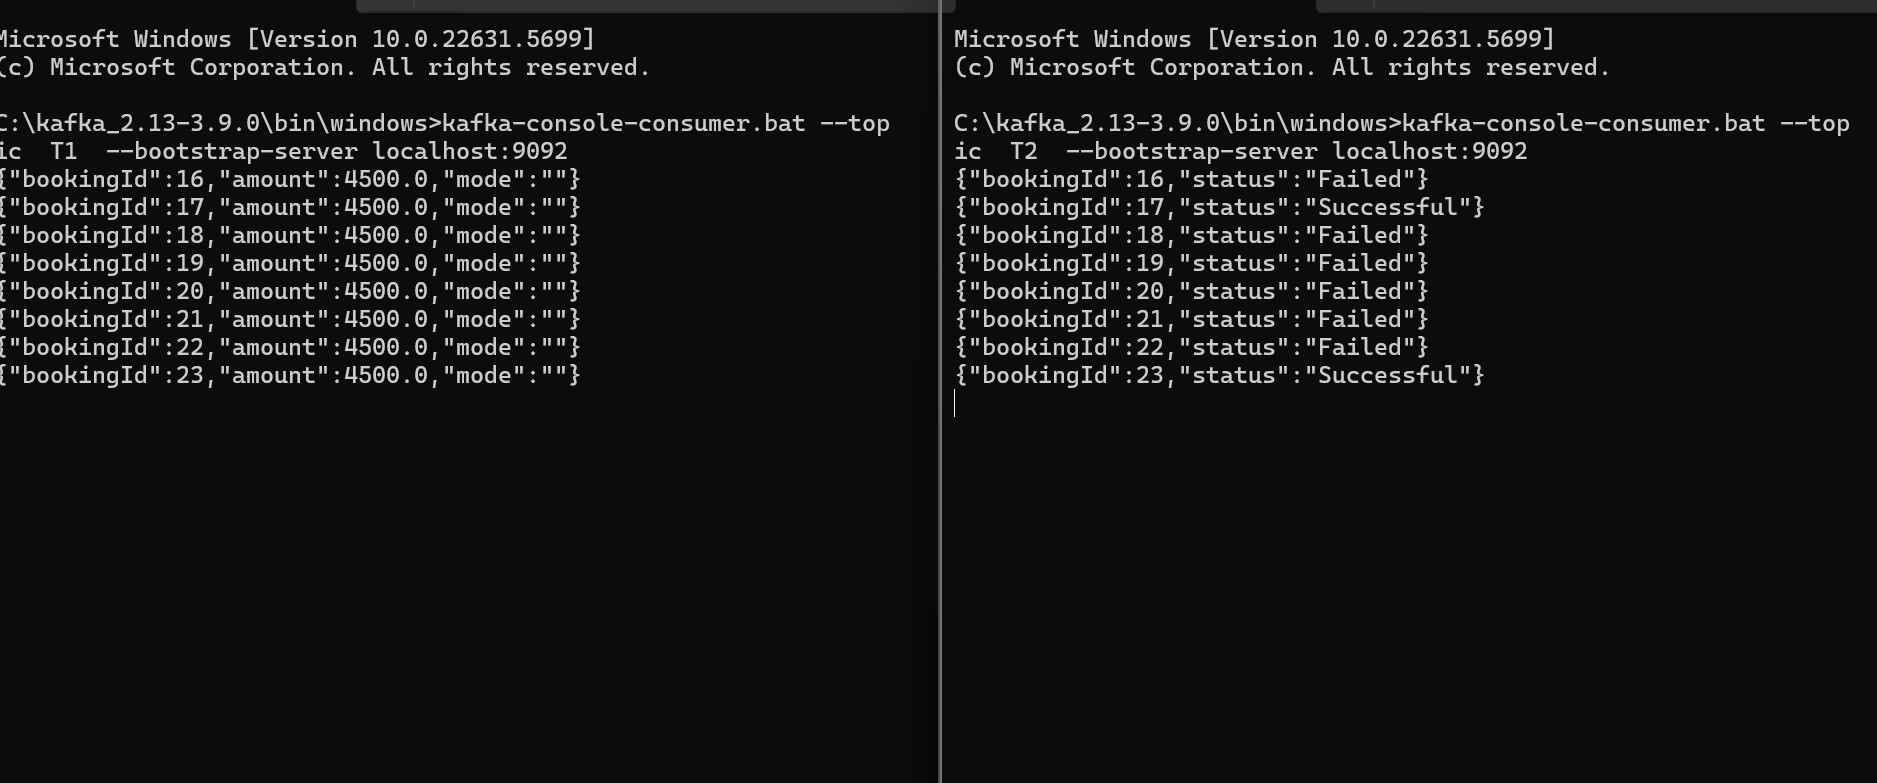 Microsoft Windows [Version 10.0.22631.5699]
(c) Microsoft Corporation. All rights reserved.
C:\kafka_2.13-3.9.0\bin\windows>kafka-console-consumer.bat --top
ic  T1  --bootstrap-server localhost:9092
{"bookingId":16,"amount":4500.0,"mode":""}
{"bookingId":17,"amount":4500.0,"mode":""}
{"bookingId":18,"amount":4500.0,"mode":""}
{"bookingId":19,"amount":4500.0,"mode":""}
{"bookingId":20,"amount":4500.0,"mode":""}
{"bookingId":21,"amount":4500.0,"mode":""}
{"bookingId":22,"amount":4500.0,"mode":""}
{"bookingId":23,"amount":4500.0,"mode":""}
Microsoft Windows [Version 10.0.22631.5699]
(c) Microsoft Corporation. All rights reserved.
C:\kafka_2.13-3.9.0\bin\windows>kafka-console-consumer.bat --top
ic  T2  --bootstrap-server localhost:9092
{"bookingId":16,"status":"Failed"}
{"bookingId":17,"status":"Successful"}
{"bookingId":18,"status":"Failed"}
{"bookingId":19,"status":"Failed"}
{"bookingId":20,"status":"Failed"}
{"bookingId":21,"status":"Failed"}
{"bookingId":22,"status":"Failed"}
{"bookingId":23,"status":"Successful"}